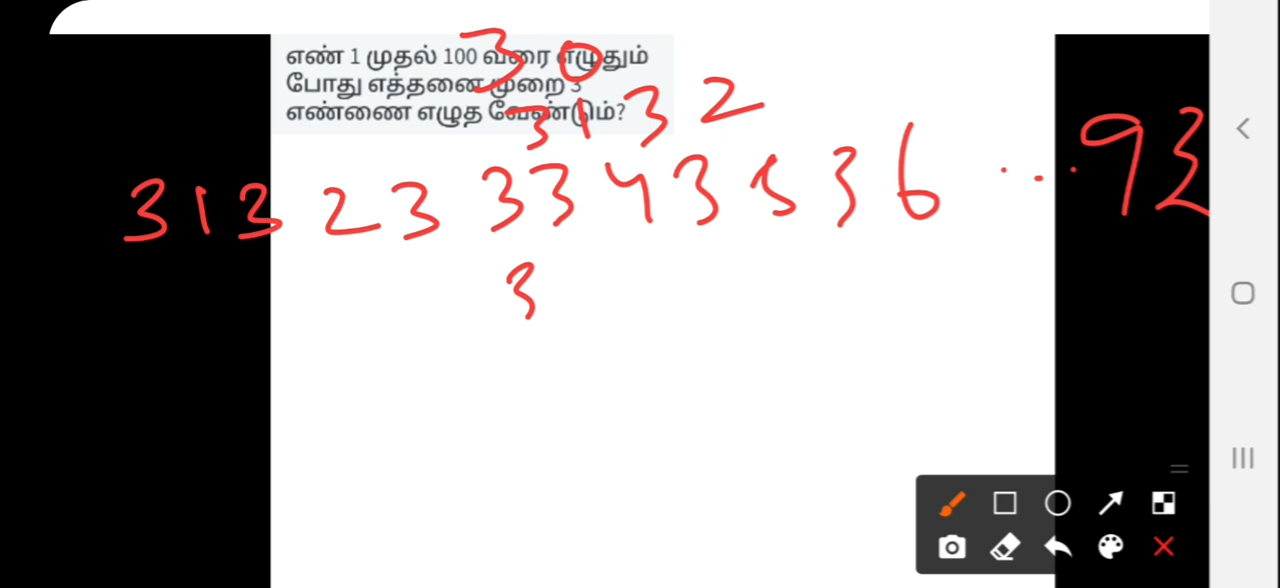 எண் 1 முதல் 100 வரை எழுதும்
போது எத்தனை முறை 3
எண்ணை எழுத வேண்டும்?
30
31 32
3 13 23 33 43 53 6 ... 93
3